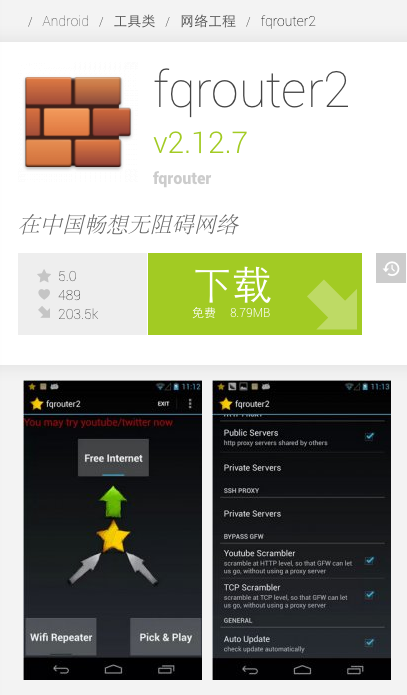 / Android / 工具类 / 网络工程 / fqrouter2
fqrouter2
v2.12.7
fqrouter
在中国畅想无阻碍网络
5.0
489
203.5k
下载
免费 8.79MB
11:12
fqrouter2 EXIT
You may try youtube/twitter now
Free Internet
Wifi Repeater
Pick & Play
11:13
fqrouter2
HTTP PROXY
Public Servers
http proxy servers shared by others
Private Servers
SSH PROXY
Private Servers
BYPASS GFW
Youtube Scrambler
scramble at HTTP level, so that GFW can let
us go, without using a proxy server
TCP Scrambler
scramble at TCP level, so that GFW can let
us go, without using a proxy server
GENERAL
Auto Update
check update automatically